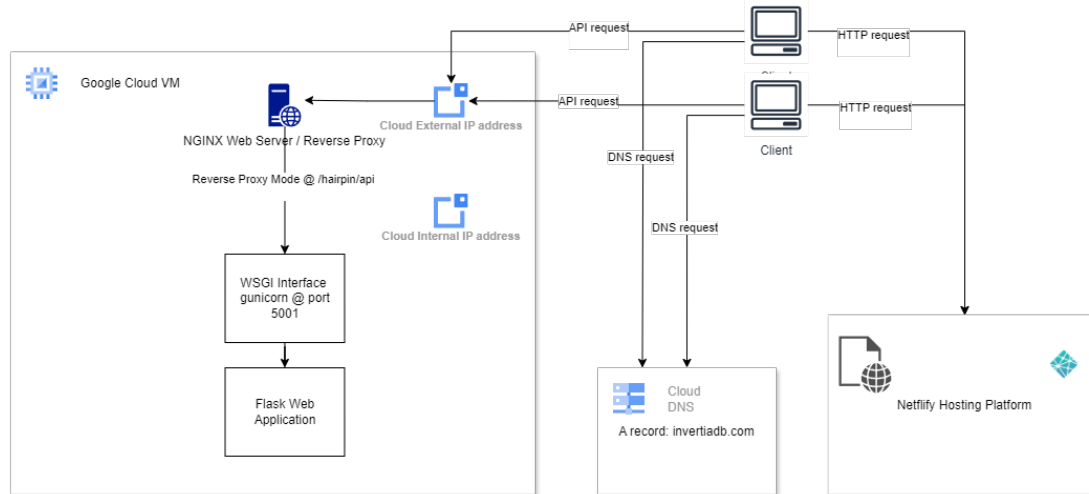 API request
HTTP request
Google Cloud VM
Client
API request
HTTP request
Cloud External IP address
NGINX Web Server / Reverse Proxy
Client
DNS request
Reverse Proxy Mode @ /hairpin/api
DNS request
Cloud Internal IP address
WSGI Interface
gunicorn @ port
5001
Flask Web
Application
Cloud
DNS
A record: invertiadb.com
Netflify Hosting Platform